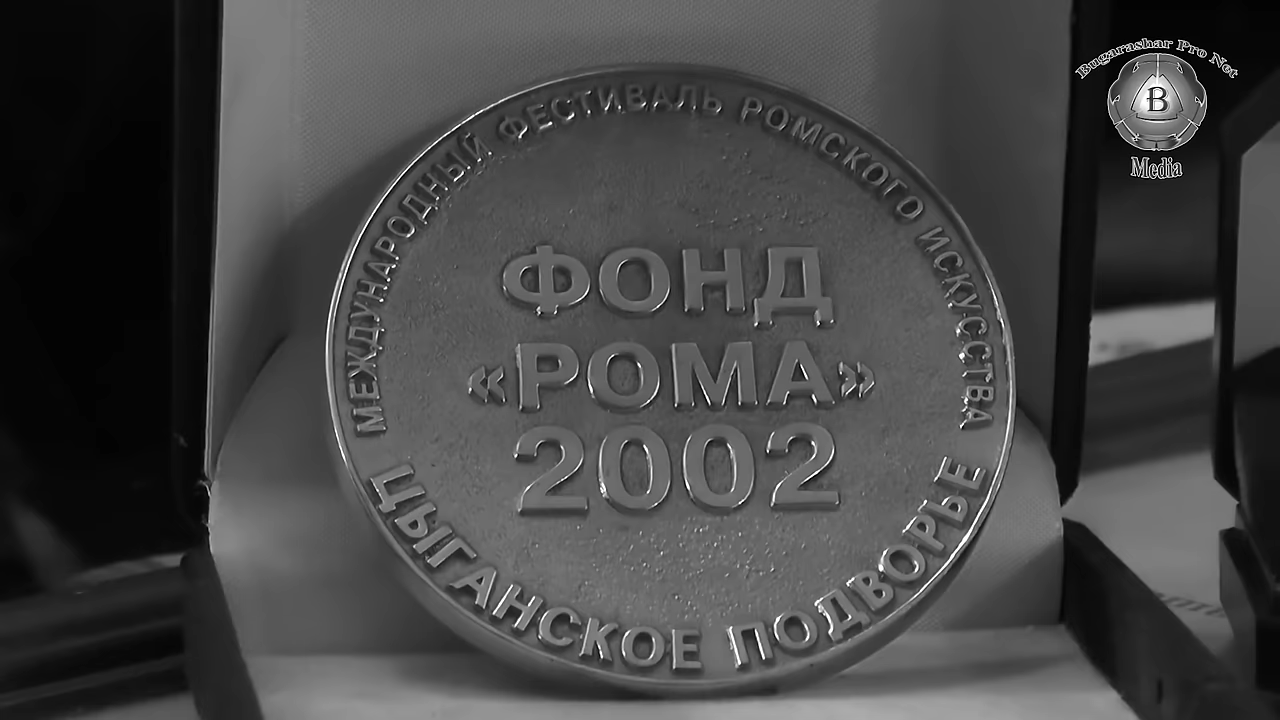 МЕЖДУНАРОДНЫЙ ФЕСТИВАЛЬ РОМСКОГО ИСКУССТВА
ФОНД
«РОМА»
2002
ЦЫГАНСКОЕ ПОДВОРЬЕ
Bugarashar Pro Net
B
Media